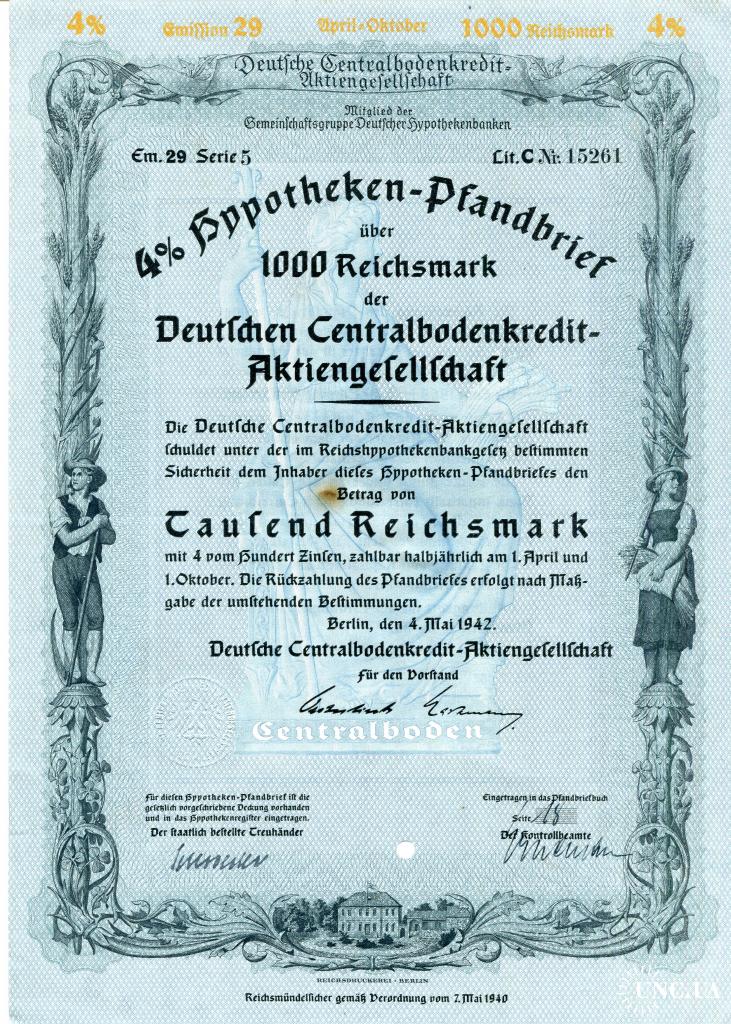 4% Emission 29 April-Oktober 1000 Reichsmark 4%
Deutsche Centralbodenkredit-
Aktiengesellschaft
Mitglied der
Gemeinschaftsgruppe Deutscher Hypothekenbanken
Em. 29 Serie 5 Lit. C Nr. 15261
4% Hypotheken-Pfandbrief
über
1000 Reichsmark
der
Deutschen Centralbodenkredit-
Aktiengesellschaft
Die Deutsche Centralbodenkredit-Aktiengesellschaft
schuldet unter der im Reichshypothekenbankgesetz bestimmten
Sicherheit dem Inhaber dieses Hypotheken-Pfandbriefes den
Betrag von
Tausend Reichsmark
mit 4 vom Hundert Zinsen, zahlbar halbjährlich am 1. April und
1. Oktober. Die Rückzahlung des Pfandbriefes erfolgt nach Maß-
gabe der umstehenden Bestimmungen.
Berlin, den 4. Mai 1942.
Deutsche Centralbodenkredit-Aktiengesellschaft
Für den Vorstand
Centralboden
Für diesen Hypotheken-Pfandbrief ist die
gesetzlich vorgeschriebene Deckung vorhanden
und in das Hypothekenregister eingetragen.
Der staatlich bestellte Treuhänder
Eingetragen in das Pfandbriefbuch
Seite 18
Der Kontrollbeamte
REICHSDRUCKEREI · BERLIN
Reichsmündelsicher gemäß Verordnung vom 7. Mai 1940
UNC.UA